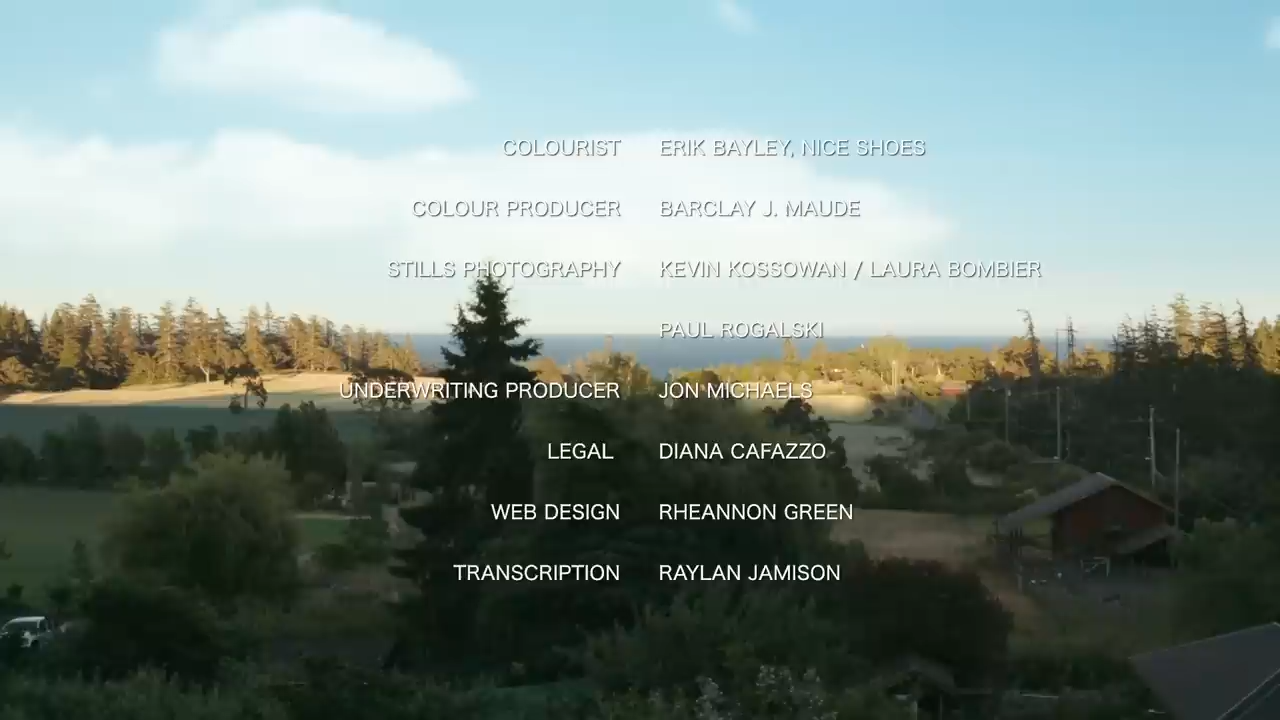 COLOURIST ERIK BAYLEY, NICE SHOES
COLOUR PRODUCER BARCLAY J. MAUDE
STILLS PHOTOGRAPHY KEVIN KOSSOWAN / LAURA BOMBIER
PAUL ROGALSKI
UNDERWRITING PRODUCER JON MICHAELS
LEGAL DIANA CAFAZZO
WEB DESIGN RHEANNON GREEN
TRANSCRIPTION RAYLAN JAMISON